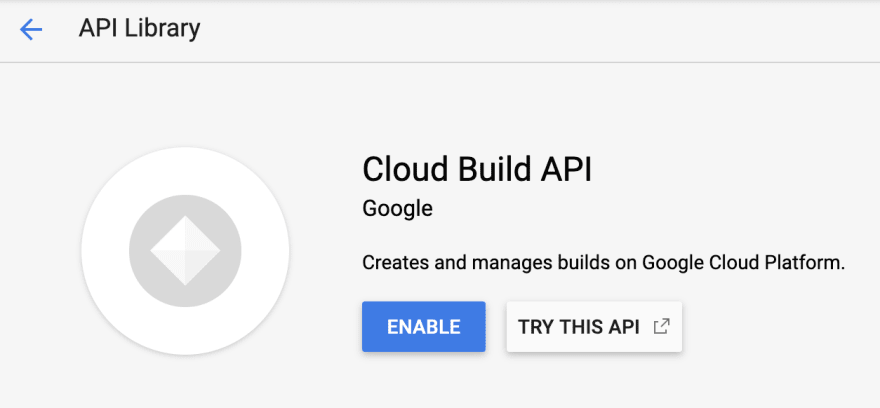 API Library
Cloud Build API
Google
Creates and manages builds on Google Cloud Platform.
ENABLE
TRY THIS API